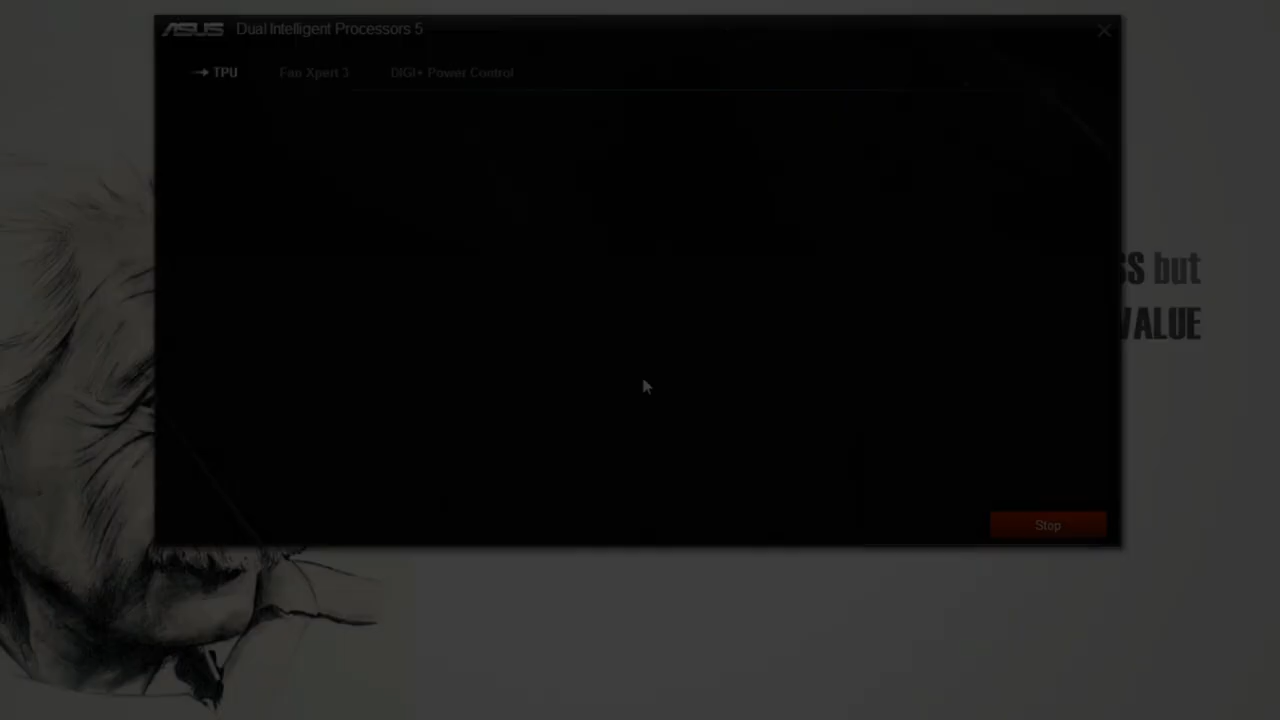 ASUS Dual Intelligent Processors 5
TPU Fan Xpert 3 DIGI+ Power Control
but
VALUE
Stop